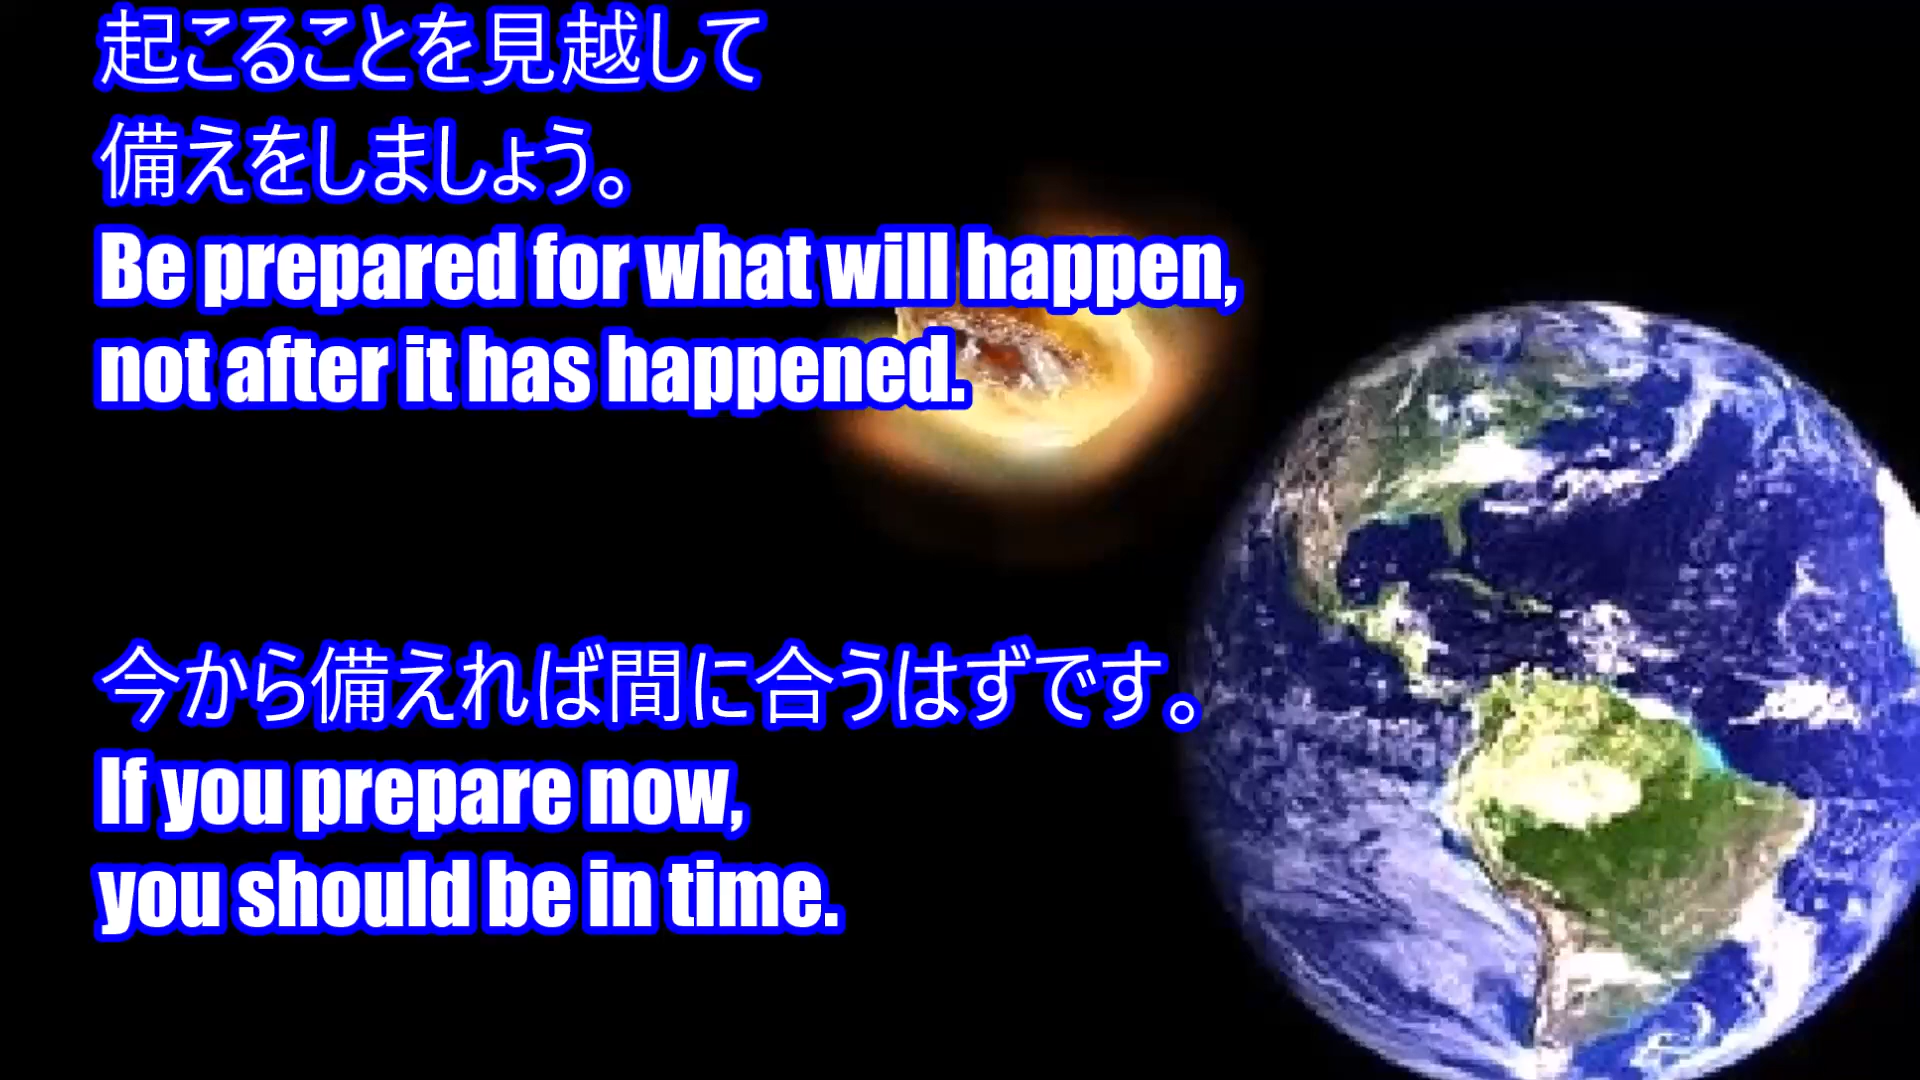 起こることを見越して
備えをしましょう。
Be prepared for what will happen,
not after it has happened.
今から備えれば間に合うはずです。
If you prepare now,
you should be in time.